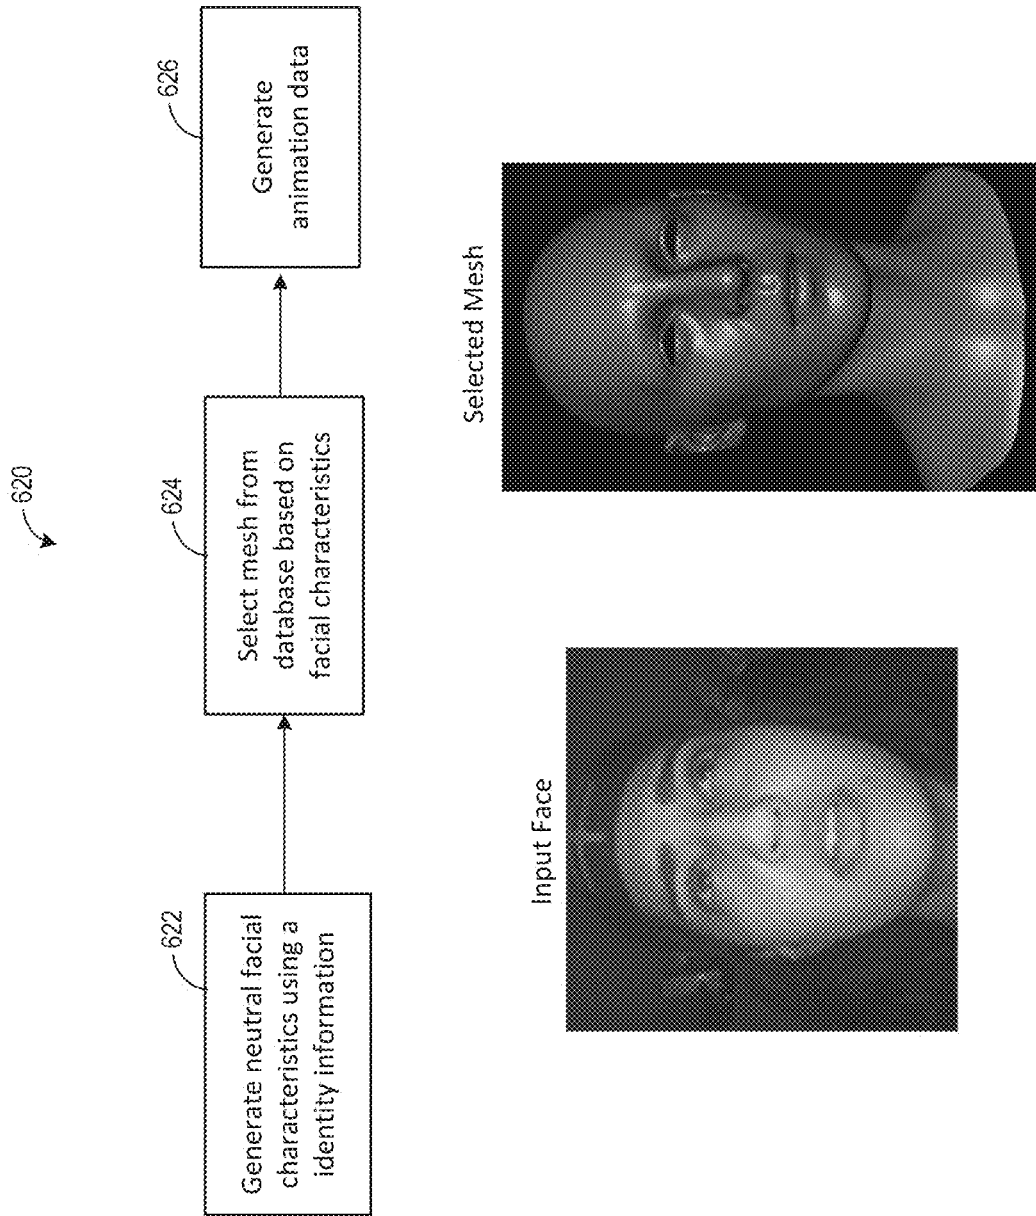 620
622
Generate neutral facial
characteristics using a
identity information
624
Select mesh from
database based on
facial characteristics
626
Generate
animation data
Input Face
Selected Mesh